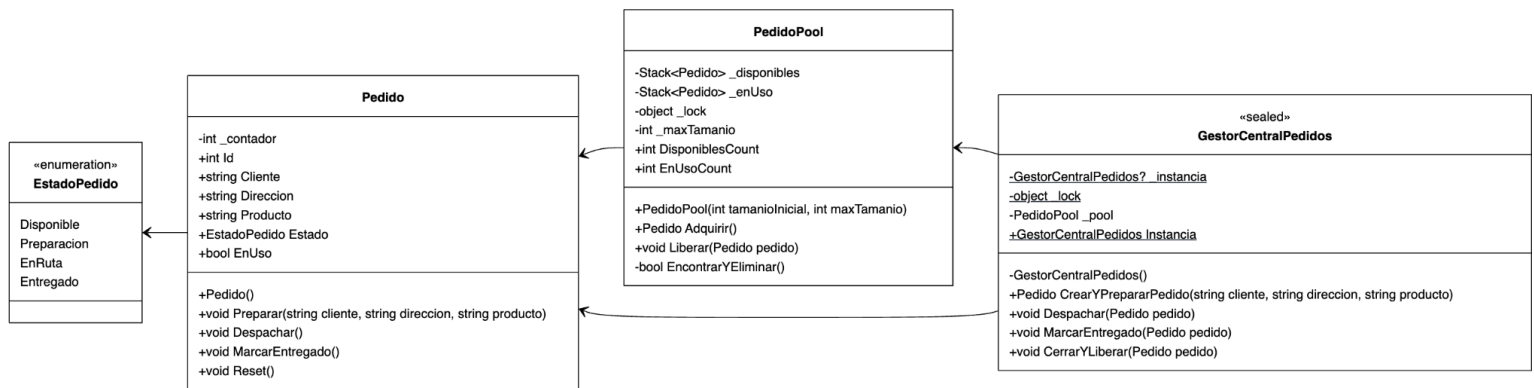 «enumeration»
EstadoPedido
Disponible
Preparacion
EnRuta
Entregado
Pedido
-int _contador
+int Id
+string Cliente
+string Direccion
+string Producto
+EstadoPedido Estado
+bool EnUso
+Pedido()
+void Preparar(string cliente, string direccion, string producto)
+void Despachar()
+void MarcarEntregado()
+void Reset()
PedidoPool
-Stack<Pedido> _disponibles
-Stack<Pedido> _enUso
-object _lock
-int _maxTamanio
+int DisponiblesCount
+int EnUsoCount
+PedidoPool(int tamanioInicial, int maxTamanio)
+Pedido Adquirir()
+void Liberar(Pedido pedido)
-bool EncontrarYEliminar()
«sealed»
GestorCentralPedidos
-GestorCentralPedidos? _instancia
-object _lock
-PedidoPool _pool
+GestorCentralPedidos Instancia
-GestorCentralPedidos()
+Pedido CrearYPrepararPedido(string cliente, string direccion, string producto)
+void Despachar(Pedido pedido)
+void MarcarEntregado(Pedido pedido)
+void CerrarYLiberar(Pedido pedido)